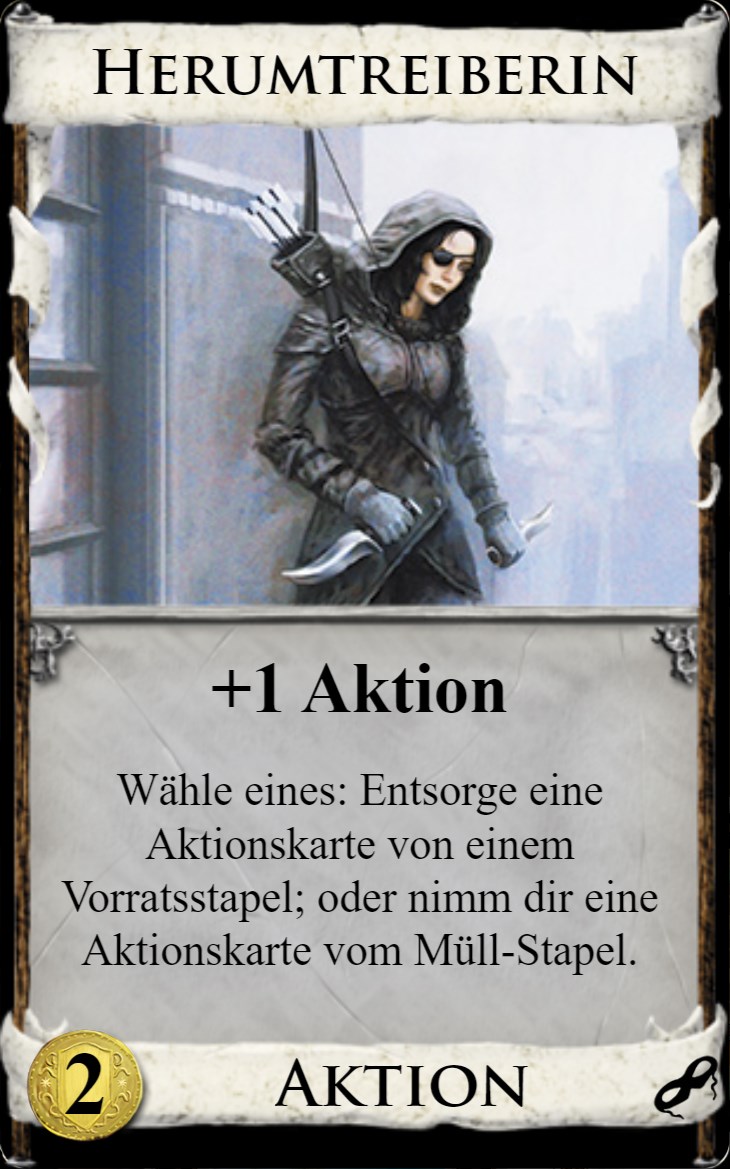 Herumtreiberin
+1 Aktion
Wähle eines: Entsorge eine
Aktionskarte von einem
Vorratsstapel; oder nimm dir eine
Aktionskarte vom Müll-Stapel.
2
Aktion